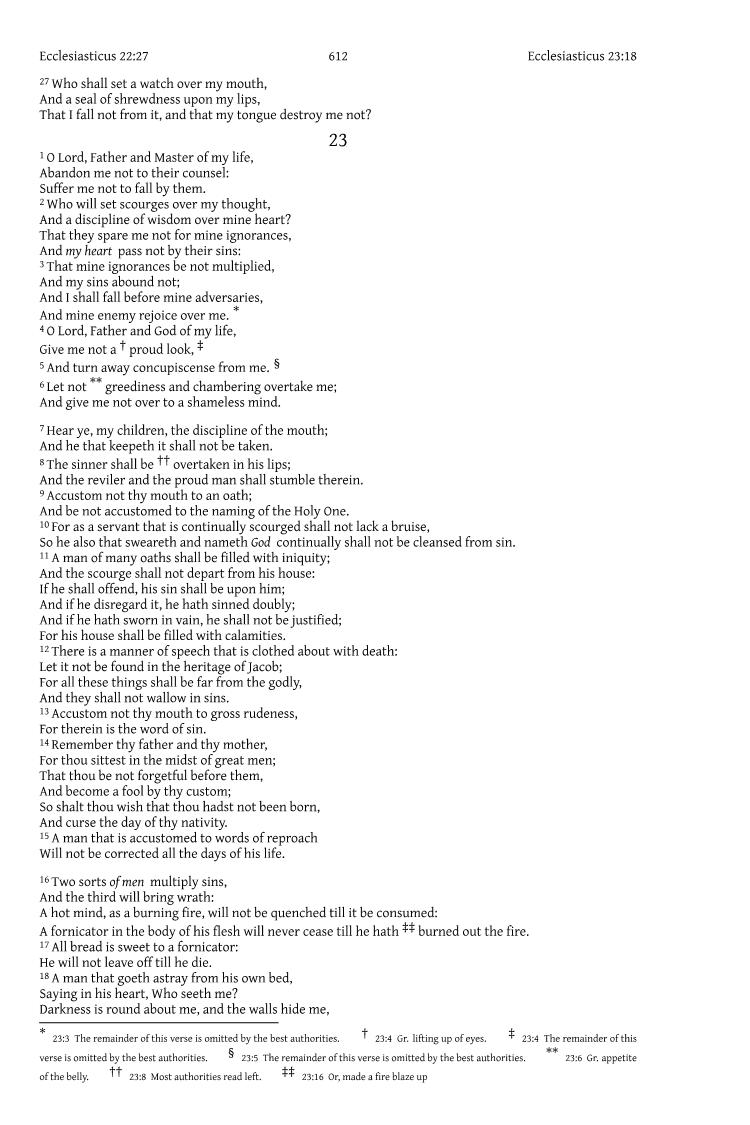 Ecclesiasticus 22:27 612 Ecclesiasticus 23:18
27 Who shall set a watch over my mouth,
And a seal of shrewdness upon my lips,
That I fall not from it, and that my tongue destroy me not?
23
1 O Lord, Father and Master of my life,
Abandon me not to their counsel:
Suffer me not to fall by them.
2 Who will set scourges over my thought,
And a discipline of wisdom over mine heart?
That they spare me not for mine ignorances,
And my heart pass not by their sins:
3 That mine ignorances be not multiplied,
And my sins abound not;
And I shall fall before mine adversaries,
And mine enemy rejoice over me. *
4 O Lord, Father and God of my life,
Give me not a † proud look, ‡
5 And turn away concupiscense from me. §
6 Let not ** greediness and chambering overtake me;
And give me not over to a shameless mind.
7 Hear ye, my children, the discipline of the mouth;
And he that keepeth it shall not be taken.
8 The sinner shall be †† overtaken in his lips;
And the reviler and the proud man shall stumble therein.
9 Accustom not thy mouth to an oath;
And be not accustomed to the naming of the Holy One.
10 For as a servant that is continually scourged shall not lack a bruise,
So he also that sweareth and nameth God continually shall not be cleansed from sin.
11 A man of many oaths shall be filled with iniquity;
And the scourge shall not depart from his house:
If he shall offend, his sin shall be upon him;
And if he disregard it, he hath sinned doubly;
And if he hath sworn in vain, he shall not be justified;
For his house shall be filled with calamities.
12 There is a manner of speech that is clothed about with death:
Let it not be found in the heritage of Jacob;
For all these things shall be far from the godly,
And they shall not wallow in sins.
13 Accustom not thy mouth to gross rudeness,
For therein is the word of sin.
14 Remember thy father and thy mother,
For thou sittest in the midst of great men;
That thou be not forgetful before them,
And become a fool by thy custom;
So shalt thou wish that thou hadst not been born,
And curse the day of thy nativity.
15 A man that is accustomed to words of reproach
Will not be corrected all the days of his life.
16 Two sorts of men multiply sins,
And the third will bring wrath:
A hot mind, as a burning fire, will not be quenched till it be consumed:
A fornicator in the body of his flesh will never cease till he hath ‡‡ burned out the fire.
17 All bread is sweet to a fornicator:
He will not leave off till he die.
18 A man that goeth astray from his own bed,
Saying in his heart, Who seeth me?
Darkness is round about me, and the walls hide me,
* 23:3 The remainder of this verse is omitted by the best authorities. † 23:4 Gr. lifting up of eyes. ‡ 23:4 The remainder of this
verse is omitted by the best authorities. § 23:5 The remainder of this verse is omitted by the best authorities. ** 23:6 Gr. appetite
of the belly. †† 23:8 Most authorities read left. ‡‡ 23:16 Or, made a fire blaze up